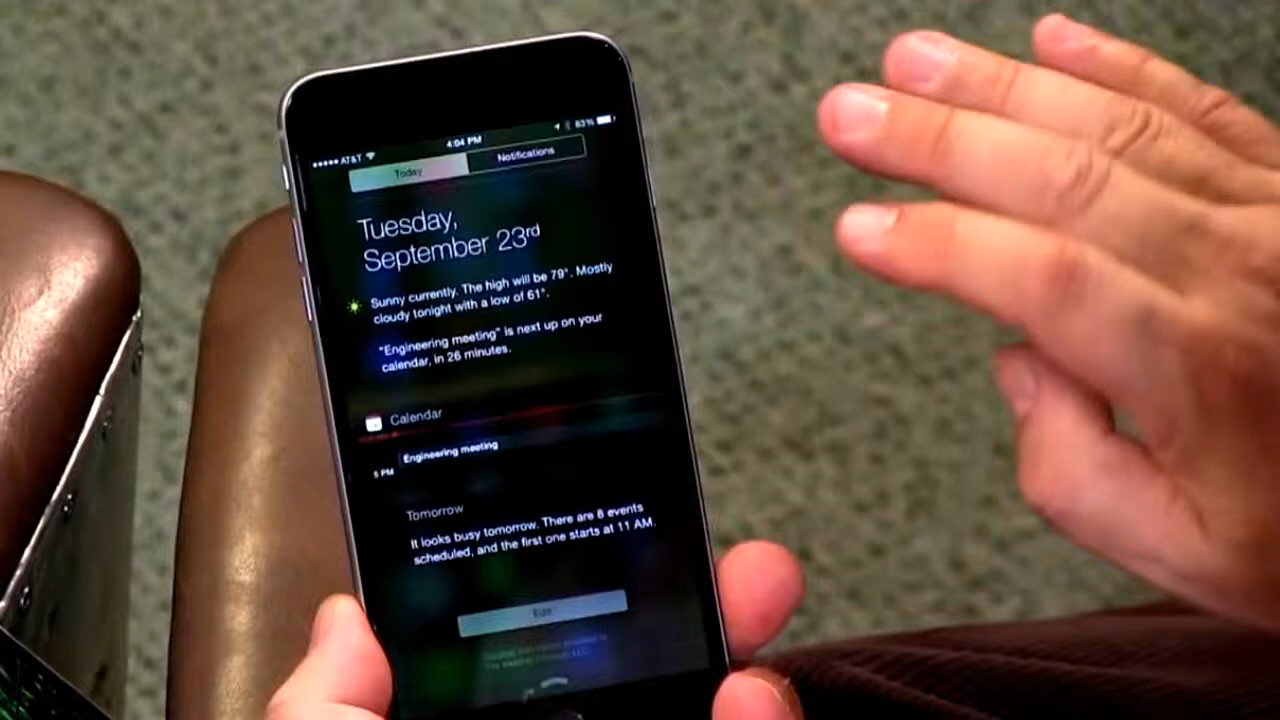 AT&T 4:04 PM 83%
Today Notifications
Tuesday,
September 23rd
Sunny currently. The high will be 79°. Mostly
cloudy tonight with a low of 61°.
"Engineering meeting" is next up on your
calendar, in 26 minutes.
Calendar
Engineering meeting
5 PM
Tomorrow
It looks busy tomorrow. There are 8 events
scheduled, and the first one starts at 11 AM.
Edit